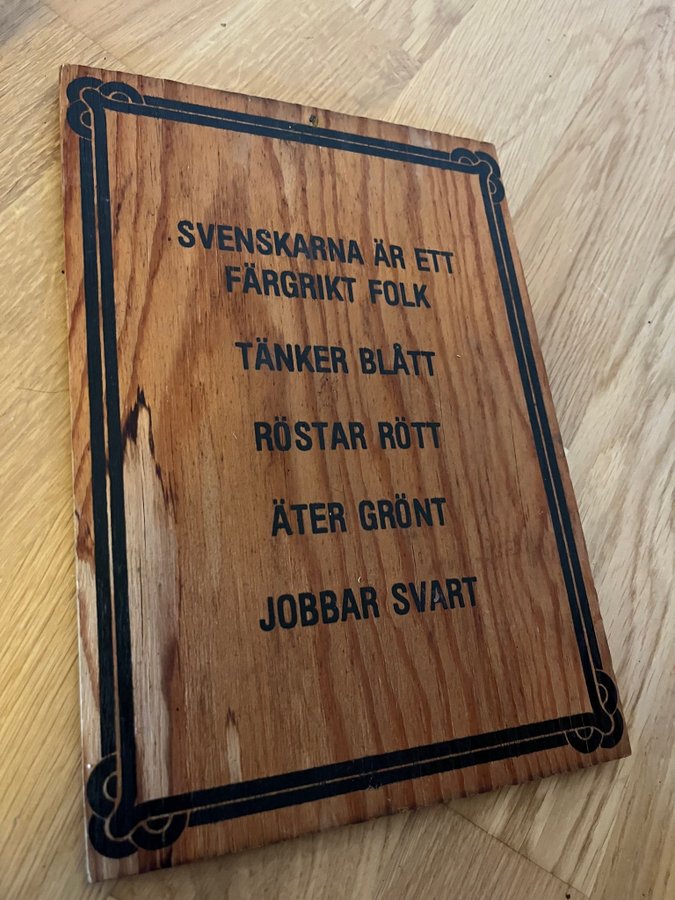 SVENSKARNA ÄR ETT
FÄRGRIKT FOLK
TÄNKER BLÅTT
RÖSTAR RÖTT
ÄTER GRÖNT
JOBBAR SVART